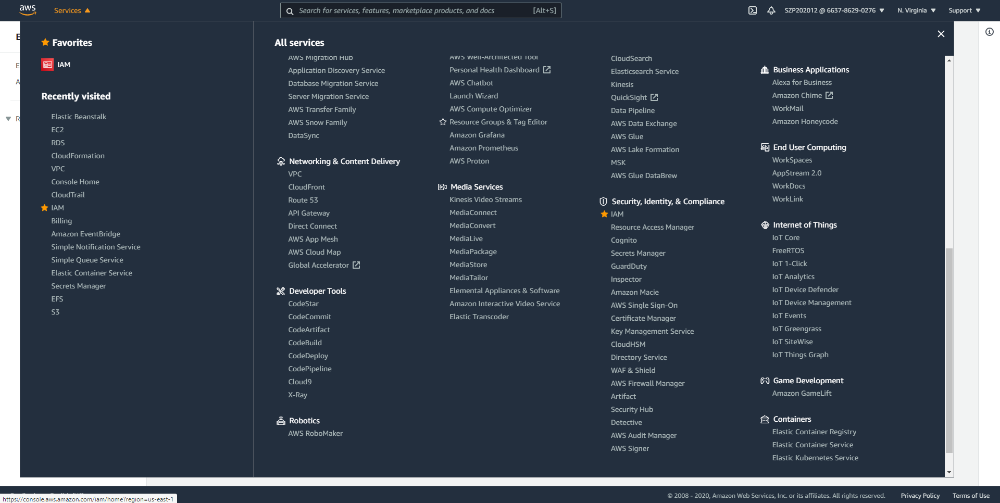 aws
Services
Search for services, features, marketplace products, and docs
[Alt+S]
SZP202012 @ 6637-8629-0276
N. Virginia
Support
Favorites
IAM
Recently visited
Elastic Beanstalk
EC2
RDS
CloudFormation
VPC
Console Home
CloudTrail
IAM
Billing
Amazon EventBridge
Simple Notification Service
Simple Queue Service
Elastic Container Service
Secrets Manager
EFS
S3
All services
AWS Migration Hub
Application Discovery Service
Database Migration Service
Server Migration Service
AWS Transfer Family
AWS Snow Family
DataSync
Networking & Content Delivery
VPC
CloudFront
Route 53
API Gateway
Direct Connect
AWS App Mesh
AWS Cloud Map
Global Accelerator
Developer Tools
CodeStar
CodeCommit
CodeArtifact
CodeBuild
CodeDeploy
CodePipeline
Cloud9
X-Ray
Robotics
AWS RoboMaker
AWS Well-Architected Tool
Personal Health Dashboard
AWS Chatbot
Launch Wizard
AWS Compute Optimizer
Resource Groups & Tag Editor
Amazon Grafana
Amazon Prometheus
AWS Proton
Media Services
Kinesis Video Streams
MediaConnect
MediaConvert
MediaLive
MediaPackage
MediaStore
MediaTailor
Elemental Appliances & Software
Amazon Interactive Video Service
Elastic Transcoder
CloudSearch
Elasticsearch Service
Kinesis
QuickSight
Data Pipeline
AWS Data Exchange
AWS Glue
AWS Lake Formation
MSK
AWS Glue DataBrew
Security, Identity, & Compliance
IAM
Resource Access Manager
Cognito
Secrets Manager
GuardDuty
Inspector
Amazon Macie
AWS Single Sign-On
Certificate Manager
Key Management Service
CloudHSM
Directory Service
WAF & Shield
AWS Firewall Manager
Artifact
Security Hub
Detective
AWS Audit Manager
AWS Signer
Business Applications
Alexa for Business
Amazon Chime
WorkMail
Amazon Honeycode
End User Computing
WorkSpaces
AppStream 2.0
WorkDocs
WorkLink
Internet of Things
IoT Core
FreeRTOS
IoT 1-Click
IoT Analytics
IoT Device Defender
IoT Device Management
IoT Events
IoT Greengrass
IoT SiteWise
IoT Things Graph
Game Development
Amazon GameLift
Containers
Elastic Container Registry
Elastic Container Service
Elastic Kubernetes Service
https://console.aws.amazon.com/iam/home?region=us-east-1
© 2008 - 2020, Amazon Web Services, Inc. or its affiliates. All rights reserved.
Privacy Policy
Terms of Use